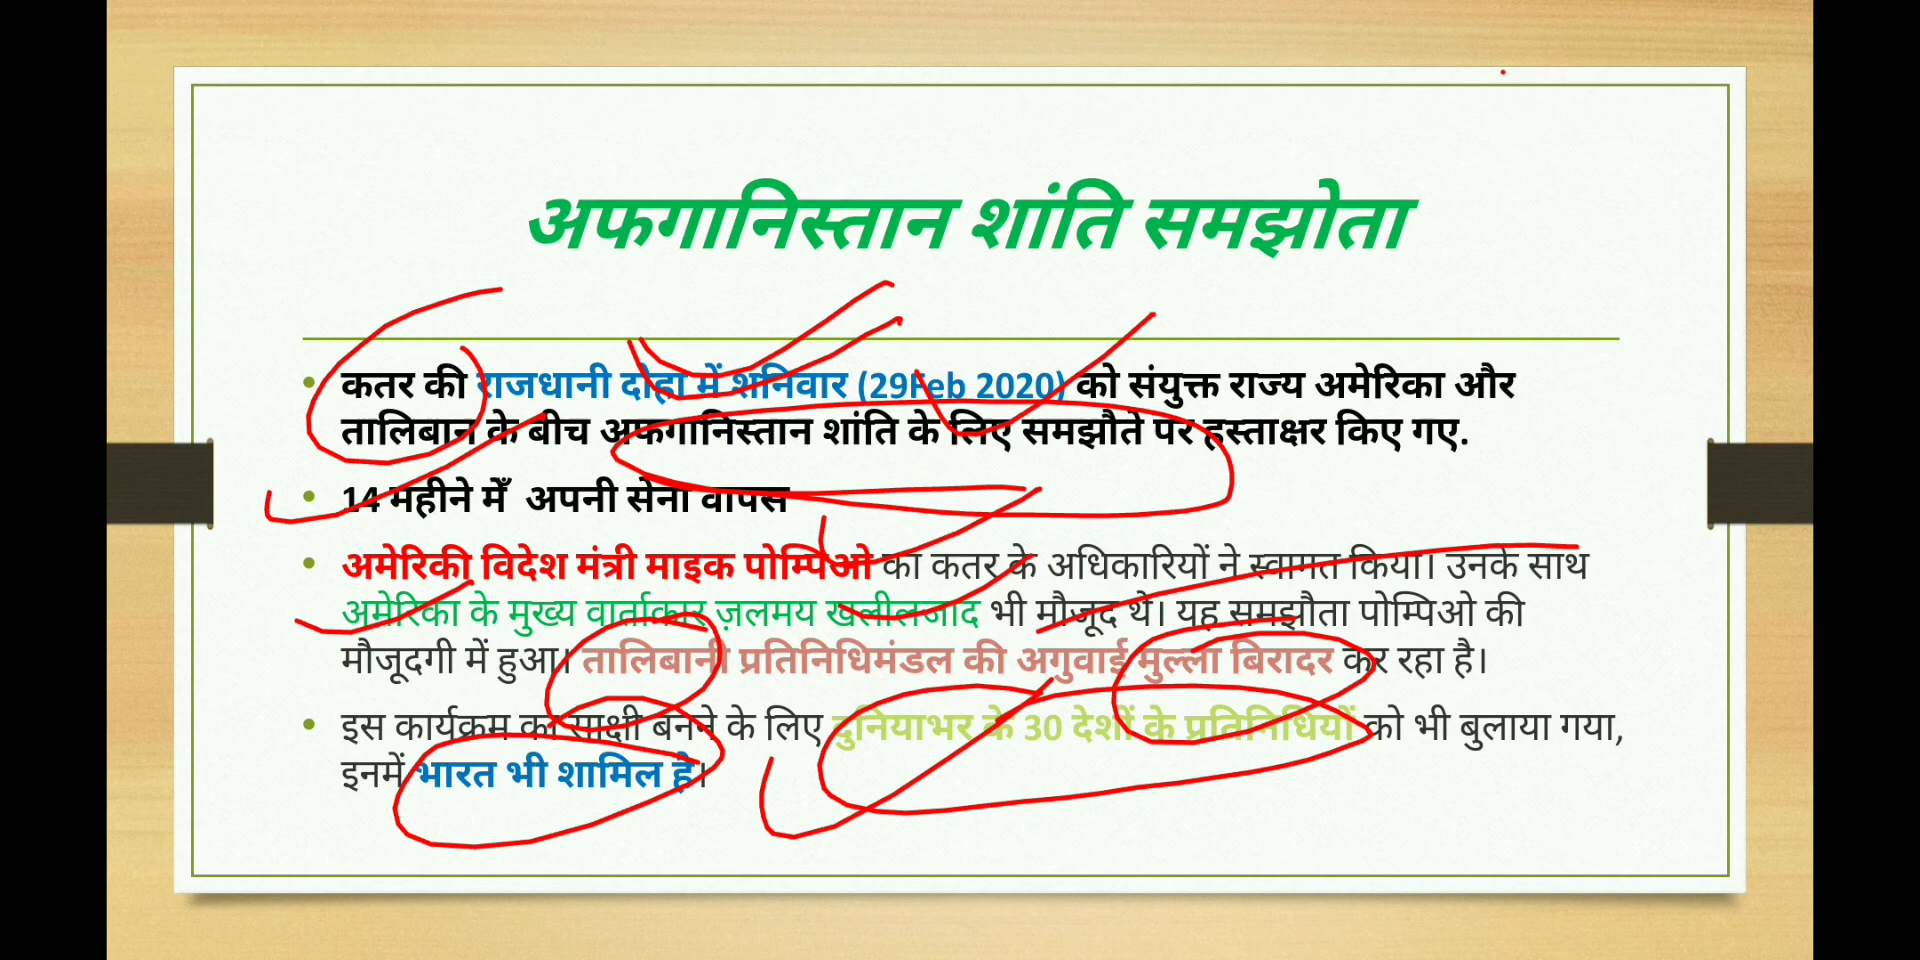 अफगानिस्तान शांति समझोता
• कतर की राजधानी दोहा में शनिवार (29Feb 2020) को संयुक्त राज्य अमेरिका और
तालिबान के बीच अफगानिस्तान शांति के लिए समझौते पर हस्ताक्षर किए गए.
• 14 महीने मेँ अपनी सेना वापस
• अमेरिकी विदेश मंत्री माइक पोम्पिओ का कतर के अधिकारियों ने स्वागत किया। उनके साथ
अमेरिका के मुख्य वार्ताकार ज़लमय खलीलजाद भी मौजूद थे। यह समझौता पोम्पिओ की
मौजूदगी में हुआ। तालिबानी प्रतिनिधिमंडल की अगुवाई मुल्ला बिरादर कर रहा है।
• इस कार्यक्रम का साक्षी बनने के लिए दुनियाभर के 30 देशों के प्रतिनिधियों को भी बुलाया गया,
इनमें भारत भी शामिल हे।